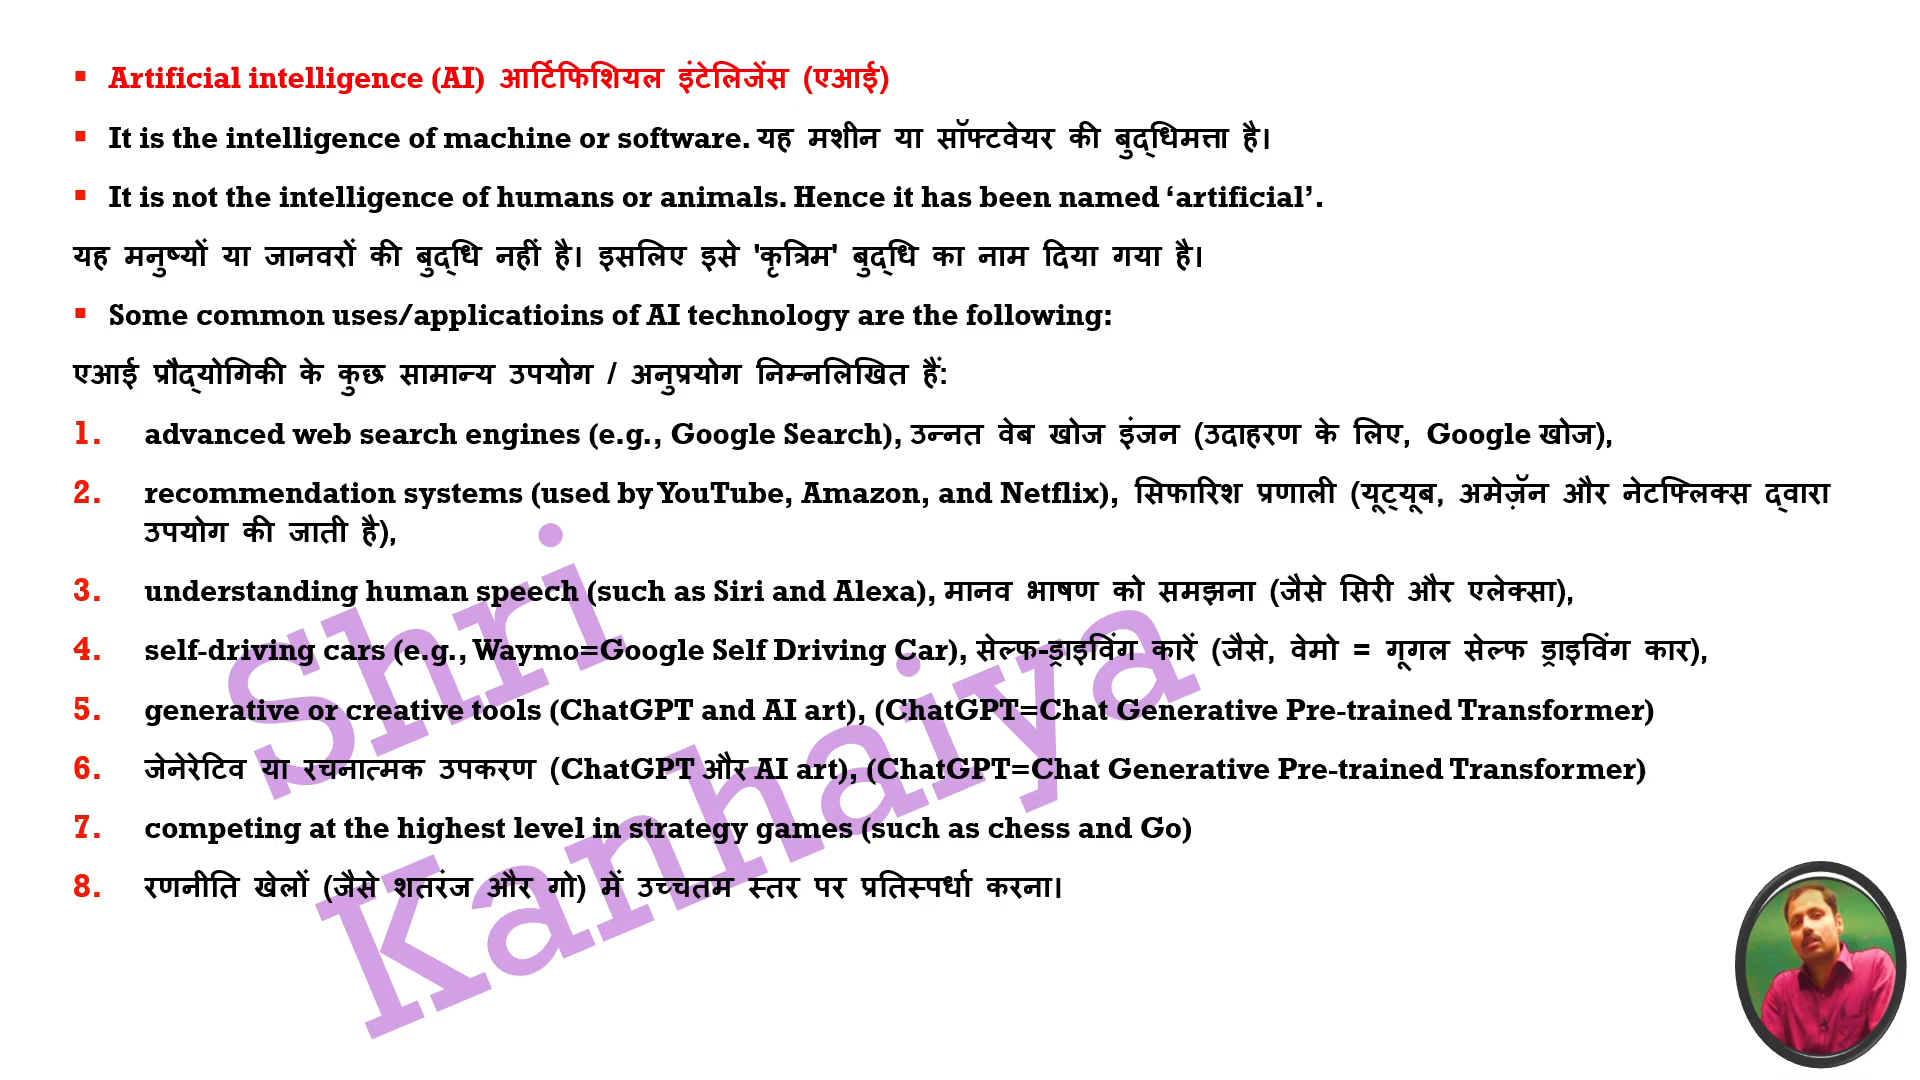 ▪ Artificial intelligence (AI) आर्टिफिशियल इंटेलिजेंस (एआई)
▪ It is the intelligence of machine or software. यह मशीन या सॉफ्टवेयर की बुद्धिमत्ता है।
▪ It is not the intelligence of humans or animals. Hence it has been named ‘artificial’.
यह मनुष्यों या जानवरों की बुद्धि नहीं है। इसलिए इसे 'कृत्रिम' बुद्धि का नाम दिया गया है।
▪ Some common uses/applicatioins of AI technology are the following:
एआई प्रौद्योगिकी के कुछ सामान्य उपयोग / अनुप्रयोग निम्नलिखित हैं:
1. advanced web search engines (e.g., Google Search), उन्नत वेब खोज इंजन (उदाहरण के लिए, Google खोज),
2. recommendation systems (used by YouTube, Amazon, and Netflix), सिफारिश प्रणाली (यूट्यूब, अमेज़ॅन और नेटफ्लिक्स द्वारा
उपयोग की जाती है),
3. understanding human speech (such as Siri and Alexa), मानव भाषण को समझना (जैसे सिरी और एलेक्सा),
4. self-driving cars (e.g., Waymo=Google Self Driving Car), सेल्फ-ड्राइविंग कारें (जैसे, वेमो = गूगल सेल्फ ड्राइविंग कार),
5. generative or creative tools (ChatGPT and AI art), (ChatGPT=Chat Generative Pre-trained Transformer)
6. जेनेरेटिव या रचनात्मक उपकरण (ChatGPT और AI art), (ChatGPT=Chat Generative Pre-trained Transformer)
7. competing at the highest level in strategy games (such as chess and Go)
8. रणनीति खेलों (जैसे शतरंज और गो) में उच्चतम स्तर पर प्रतिस्पर्धा करना।
Shri
Kanhaiya